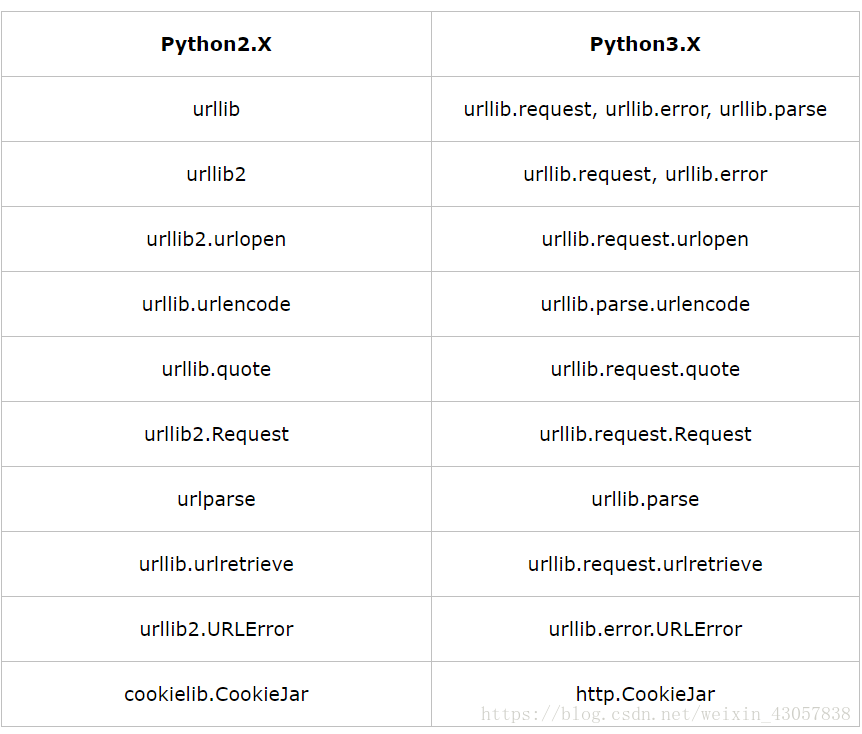 Python2.X Python3.X
urllib urllib.request, urllib.error, urllib.parse
urllib2 urllib.request, urllib.error
urllib2.urlopen urllib.request.urlopen
urllib.urlencode urllib.parse.urlencode
urllib.quote urllib.request.quote
urllib2.Request urllib.request.Request
urlparse urllib.parse
urllib.urlretrieve urllib.request.urlretrieve
urllib2.URLError urllib.error.URLError
cookielib.CookieJar http.CookieJar
https://blog.csdn.net/weixin_43057838